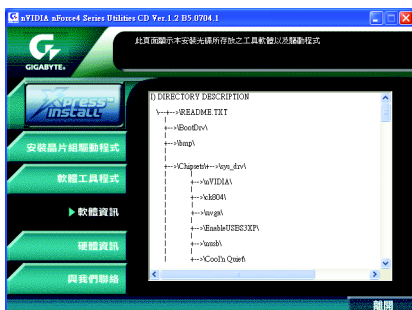 nVIDIA nForce4 Series Utilities CD Ver.1.2 B5.0704.1
GIGABYTE
此頁面顯示本安裝光碟所存放之工具軟體以及驅動程式
Xpress
Install
安裝晶片組驅動程式
軟體工具程式
軟體資訊
硬體資訊
與我們聯絡
I) DIRECTORY DESCRIPTION
\--+-->README.TXT
+-->\BootDrv\
+-->\bmp\
+-->\Chipsets\+-->\sys_drv\
+-->\nVIDIA\
+-->\ck804\
+-->\nvgx\
+-->\EnableUSBS3XP\
+-->\nusb\
+-->\Cool'n Quiet\
離開